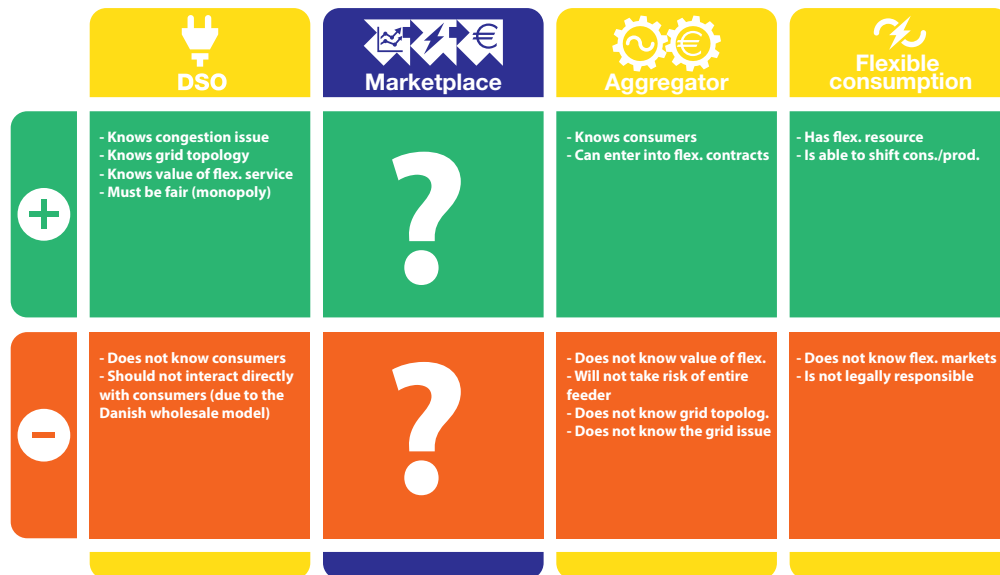 DSO
Marketplace
Aggregator
Flexible
consumption
- Knows congestion issue
- Knows grid topology
- Knows value of flex. service
- Must be fair (monopoly)
?
- Knows consumers
- Can enter into flex. contracts
- Has flex. resource
- Is able to shift cons./prod.
- Does not know consumers
- Should not interact directly
with consumers (due to the
Danish wholesale model)
?
- Does not know value of flex.
- Will not take risk of entire
feeder
- Does not know grid topolog.
- Does not know the grid issue
- Does not know flex. markets
- Is not legally responsible